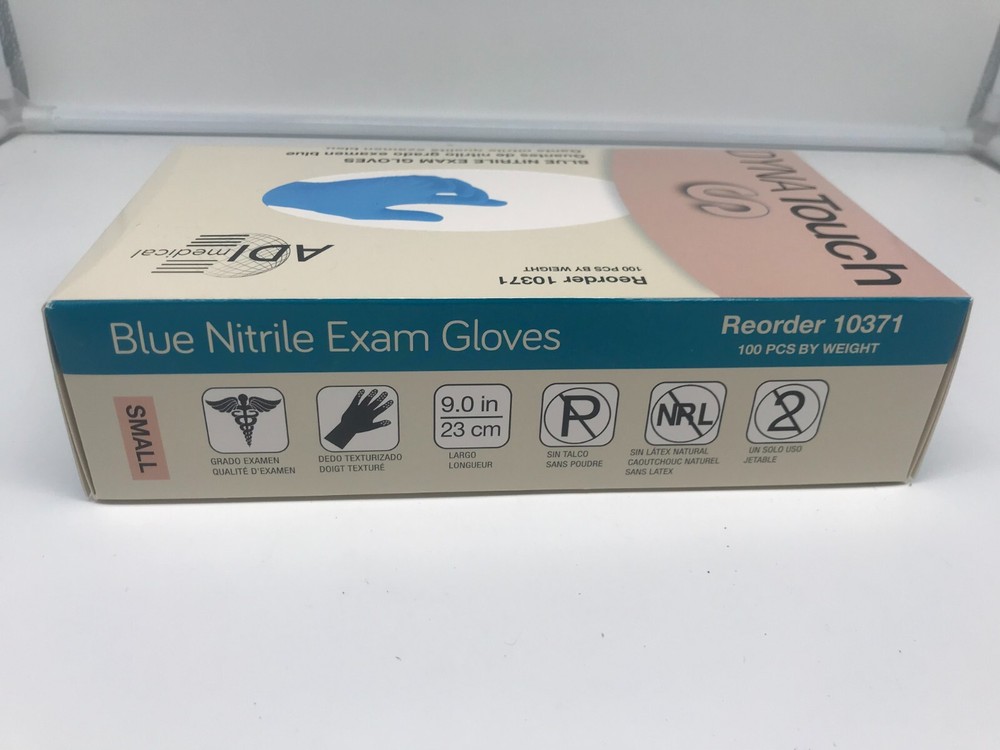 DYNATouch
BLUE NITRILE EXAM GLOVES
Guantes de nitrilo grado examen blue
ADI medical
Reorder 10371
100 PCS BY WEIGHT
Blue Nitrile Exam Gloves
Reorder 10371
100 PCS BY WEIGHT
SMALL
9.0 in
23 cm
P
NRL
2
GRADO EXAMEN
QUALITÉ D'EXAMEN
DEDO TEXTURIZADO
DOIGT TEXTURÉ
LARGO
LONGUEUR
SIN TALCO
SANS POUDRE
SIN LÁTEX NATURAL
CAOUTCHOUC NATUREL
SANS LATEX
UN SOLO USO
JETABLE